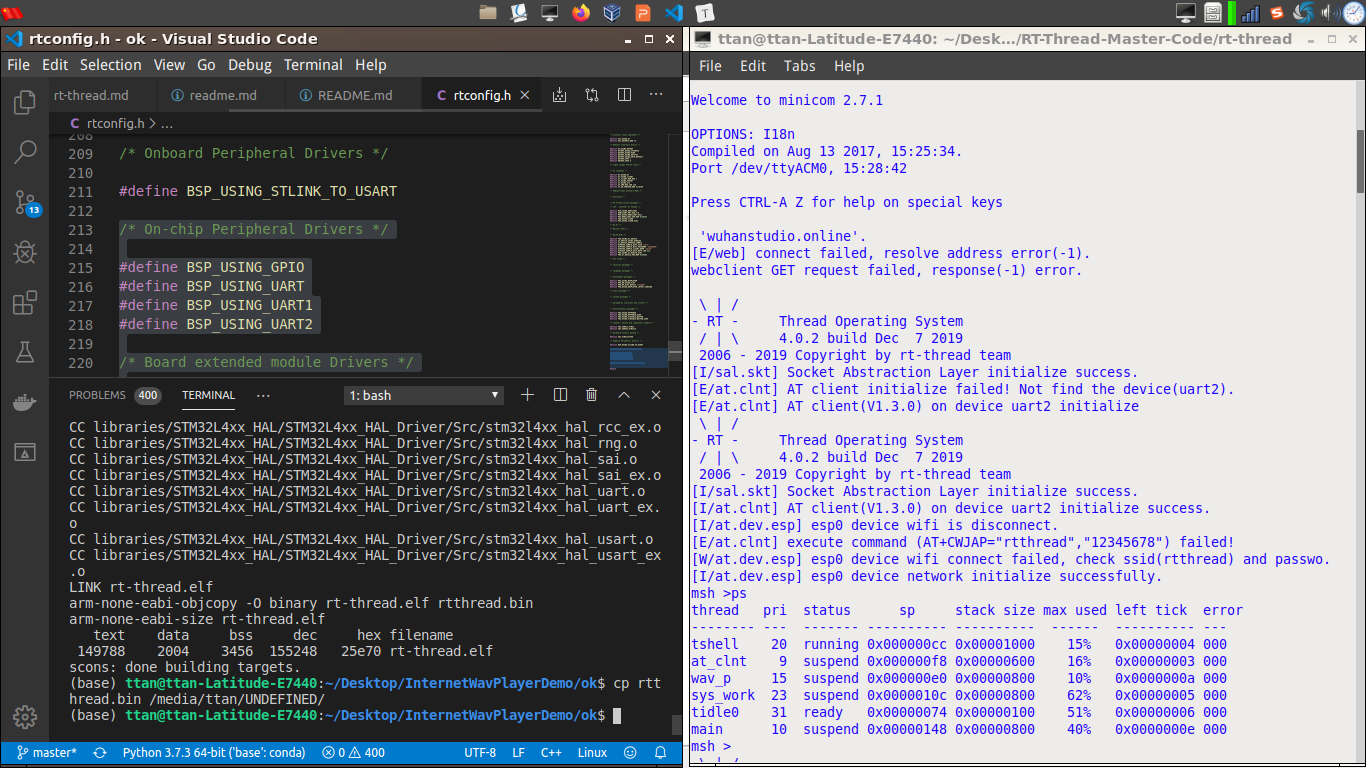 rtconfig.h - ok - Visual Studio Code
File Edit Selection View Go Debug Terminal Help
rt-thread.md readme.md README.md C rtconfig.h
C rtconfig.h > ...
208
209 /* Onboard Peripheral Drivers */
210
211 #define BSP_USING_STLINK_TO_USART
212
213 /* On-chip Peripheral Drivers */
214
215 #define BSP_USING_GPIO
216 #define BSP_USING_UART
217 #define BSP_USING_UART1
218 #define BSP_USING_UART2
219
220 /* Board extended module Drivers */
13
PROBLEMS 400 TERMINAL ... 1: bash
CC libraries/STM32L4xx_HAL/STM32L4xx_HAL_Driver/Src/stm32l4xx_hal_rcc_ex.o
CC libraries/STM32L4xx_HAL/STM32L4xx_HAL_Driver/Src/stm32l4xx_hal_rng.o
CC libraries/STM32L4xx_HAL/STM32L4xx_HAL_Driver/Src/stm32l4xx_hal_sai.o
CC libraries/STM32L4xx_HAL/STM32L4xx_HAL_Driver/Src/stm32l4xx_hal_sai_ex.o
CC libraries/STM32L4xx_HAL/STM32L4xx_HAL_Driver/Src/stm32l4xx_hal_uart.o
CC libraries/STM32L4xx_HAL/STM32L4xx_HAL_Driver/Src/stm32l4xx_hal_uart_ex.
o
CC libraries/STM32L4xx_HAL/STM32L4xx_HAL_Driver/Src/stm32l4xx_hal_usart.o
CC libraries/STM32L4xx_HAL/STM32L4xx_HAL_Driver/Src/stm32l4xx_hal_usart_ex
.o
LINK rt-thread.elf
arm-none-eabi-objcopy -O binary rt-thread.elf rtthread.bin
arm-none-eabi-size rt-thread.elf
text data bss dec hex filename
149788 2004 3456 155248 25e70 rt-thread.elf
scons: done building targets.
(base) ttan@ttan-Latitude-E7440:~/Desktop/InternetWavPlayerDemo/ok$ cp rtt
hread.bin /media/ttan/UNDEFINED/
(base) ttan@ttan-Latitude-E7440:~/Desktop/InternetWavPlayerDemo/ok$
master* Python 3.7.3 64-bit ('base': conda) 0 400 UTF-8 LF C++ Linux
ttan@ttan-Latitude-E7440: ~/Desk.../RT-Thread-Master-Code/rt-thread
File Edit Tabs Help
Welcome to minicom 2.7.1
OPTIONS: I18n
Compiled on Aug 13 2017, 15:25:34.
Port /dev/ttyACM0, 15:28:42
Press CTRL-A Z for help on special keys
'wuhanstudio.online'.
[E/web] connect failed, resolve address error(-1).
webclient GET request failed, response(-1) error.
\ | /
- RT - Thread Operating System
/ | \ 4.0.2 build Dec 7 2019
2006 - 2019 Copyright by rt-thread team
[I/sal.skt] Socket Abstraction Layer initialize success.
[E/at.clnt] AT client initialize failed! Not find the device(uart2).
[E/at.clnt] AT client(V1.3.0) on device uart2 initialize
\ | /
- RT - Thread Operating System
/ | \ 4.0.2 build Dec 7 2019
2006 - 2019 Copyright by rt-thread team
[I/sal.skt] Socket Abstraction Layer initialize success.
[I/at.clnt] AT client(V1.3.0) on device uart2 initialize success.
[I/at.dev.esp] esp0 device wifi is disconnect.
[E/at.clnt] execute command (AT+CWJAP="rtthread","12345678") failed!
[W/at.dev.esp] esp0 device wifi connect failed, check ssid(rtthread) and passwo.
[I/at.dev.esp] esp0 device network initialize successfully.
msh >ps
thread pri status sp stack size max used left tick error
-------- --- ------- ---------- ---------- ------ ---------- ---
tshell 20 running 0x000000cc 0x00001000 15% 0x00000004 000
at_clnt 9 suspend 0x000000f8 0x00000600 16% 0x00000003 000
wav_p 15 suspend 0x000000e0 0x00000800 10% 0x0000000a 000
sys_work 23 suspend 0x0000010c 0x00000800 62% 0x00000005 000
tidle0 31 ready 0x00000074 0x00000100 51% 0x00000006 000
main 10 suspend 0x00000148 0x00000800 40% 0x0000000e 000
msh >
\ | /